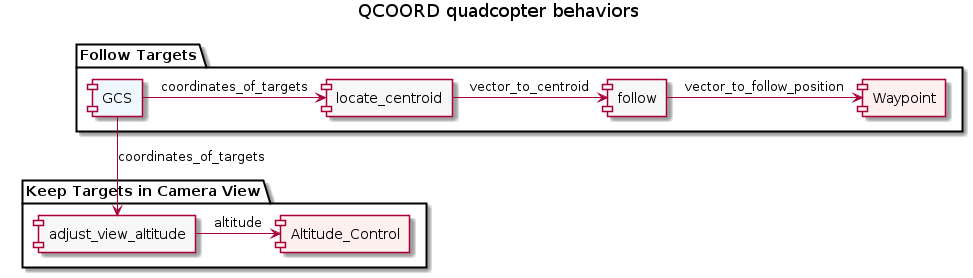 QCOORD quadcopter behaviors
Follow Targets
GCS
coordinates_of_targets
locate_centroid
vector_to_centroid
follow
vector_to_follow_position
Waypoint
coordinates_of_targets
Keep Targets in Camera View
adjust_view_altitude
altitude
Altitude_Control